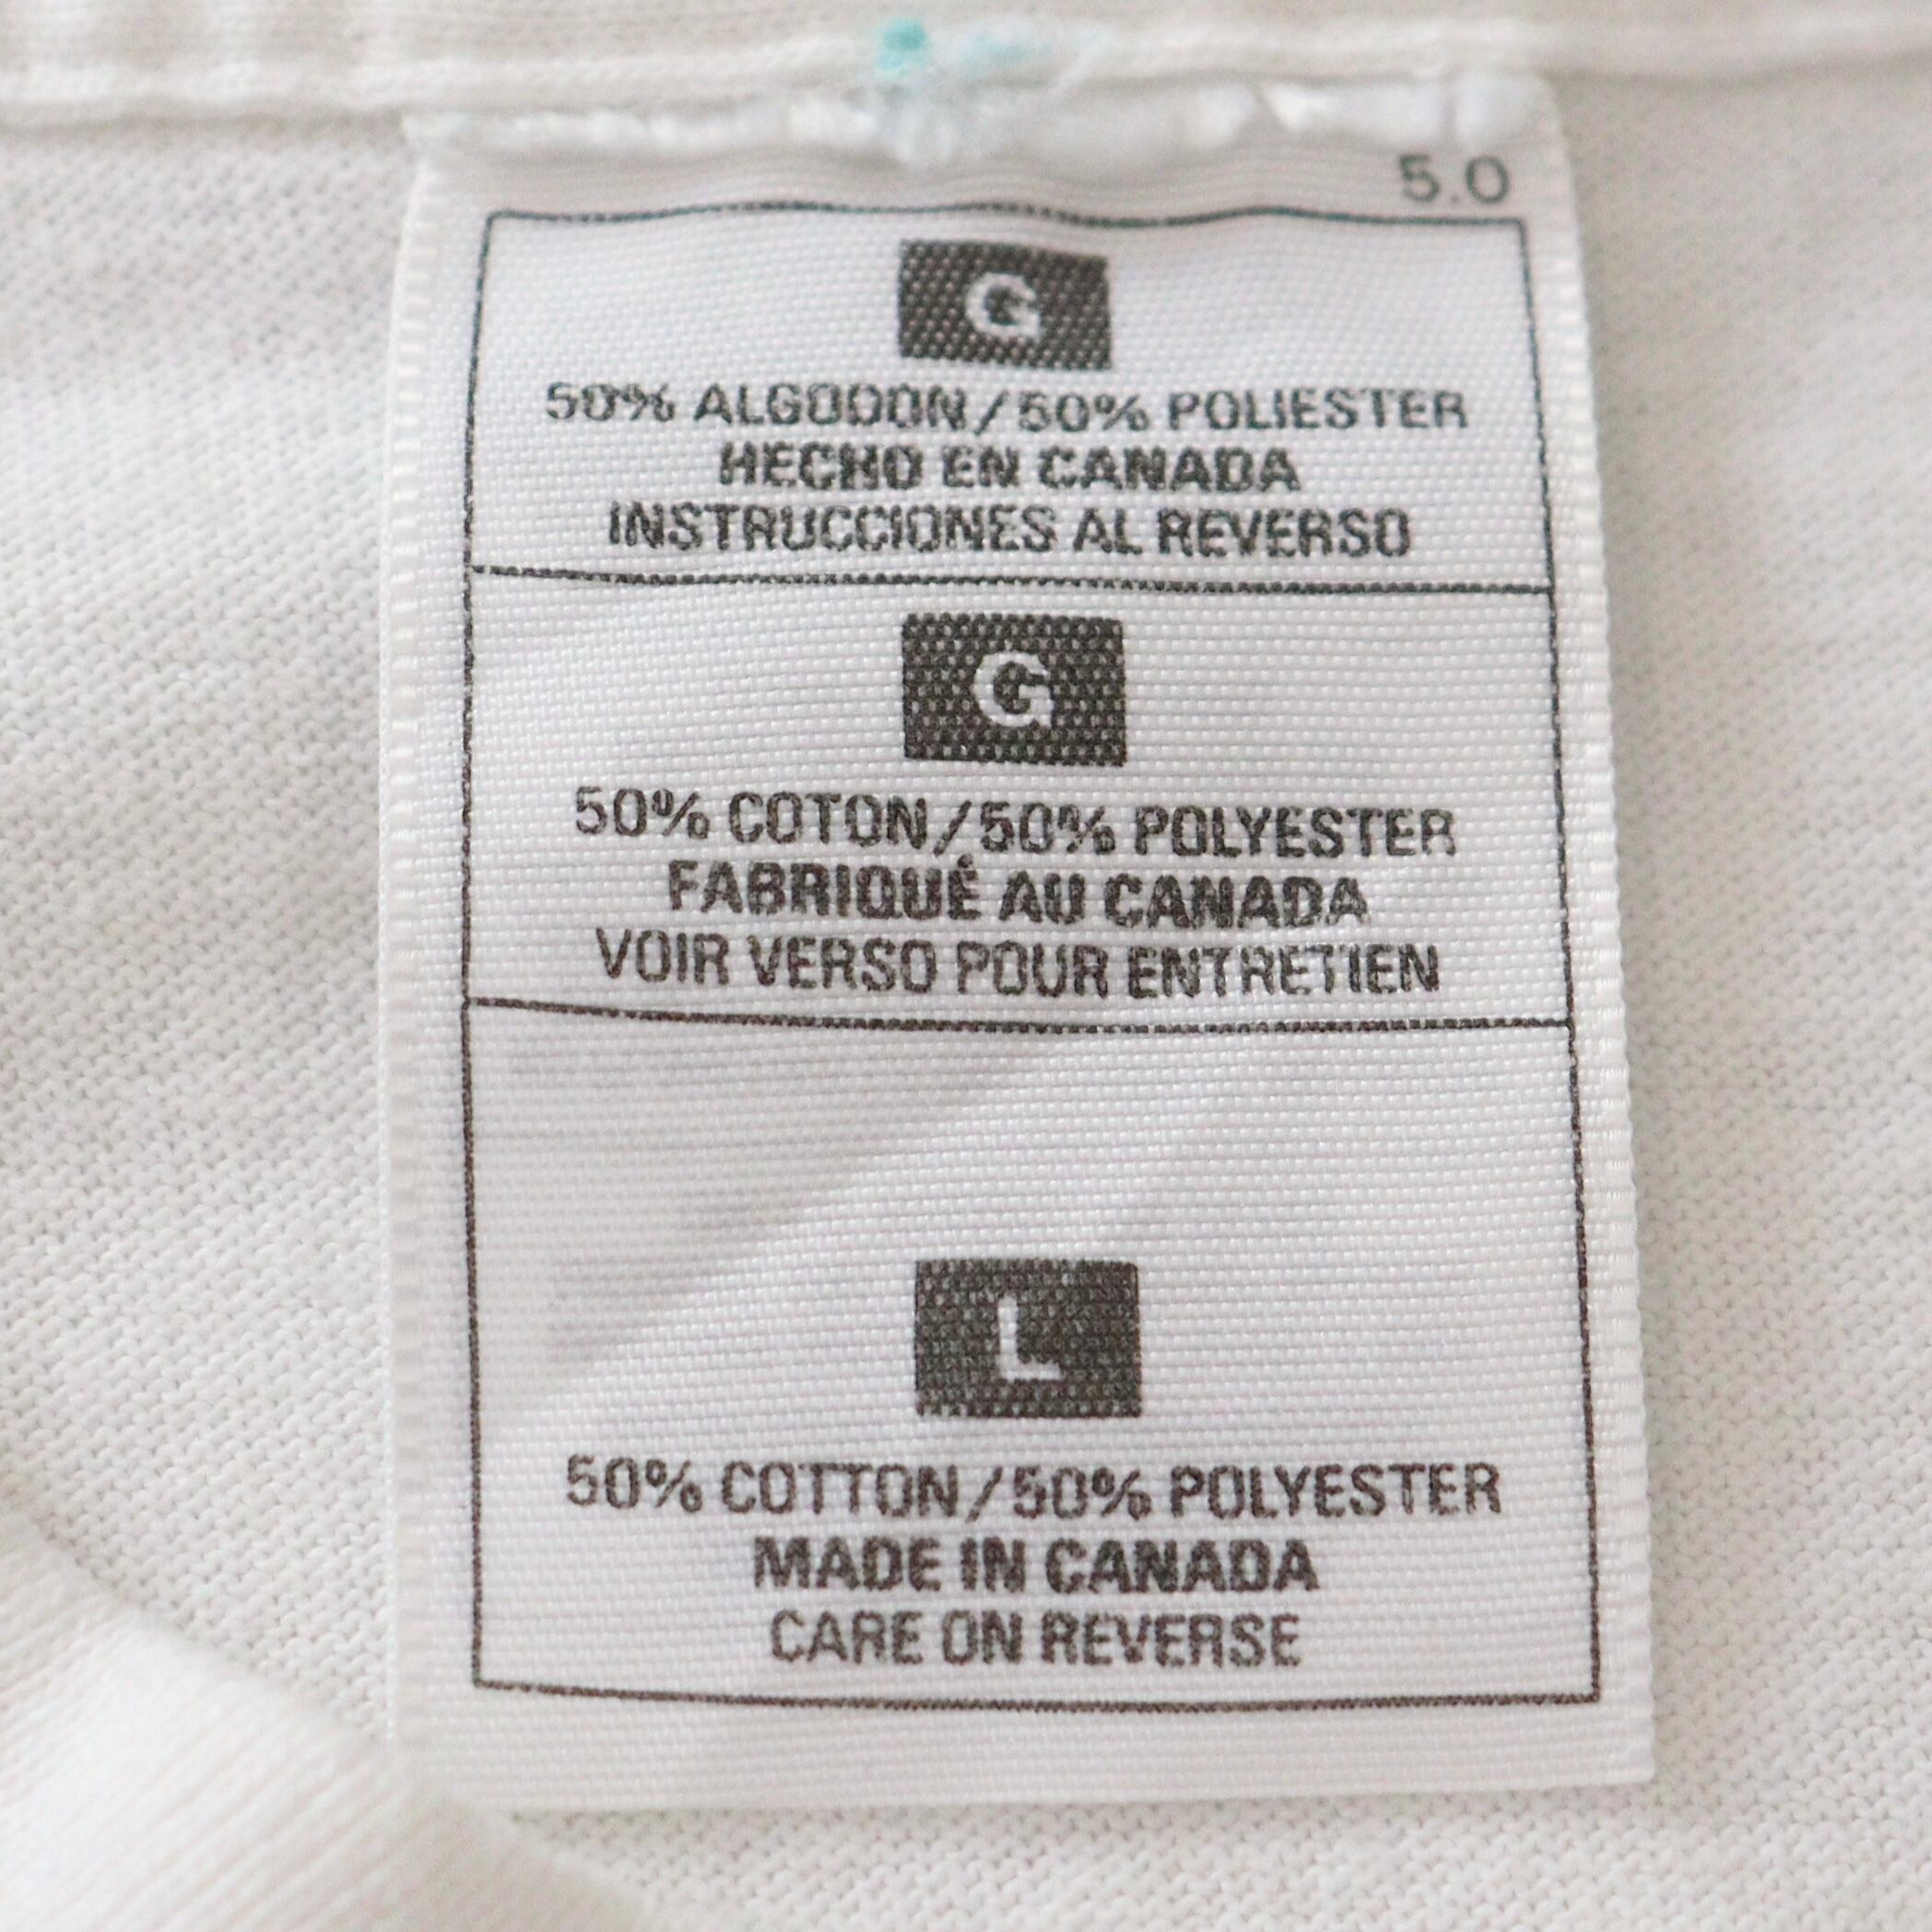 5.0
G
50% ALGODON/50% POLIESTER
HECHO EN CANADA
INSTRUCCIONES AL REVERSO
G
50% COTON/50% POLYESTER
FABRIQUÉ AU CANADA
VOIR VERSO POUR ENTRETIEN
L
50% COTTON/50% POLYESTER
MADE IN CANADA
CARE ON REVERSE